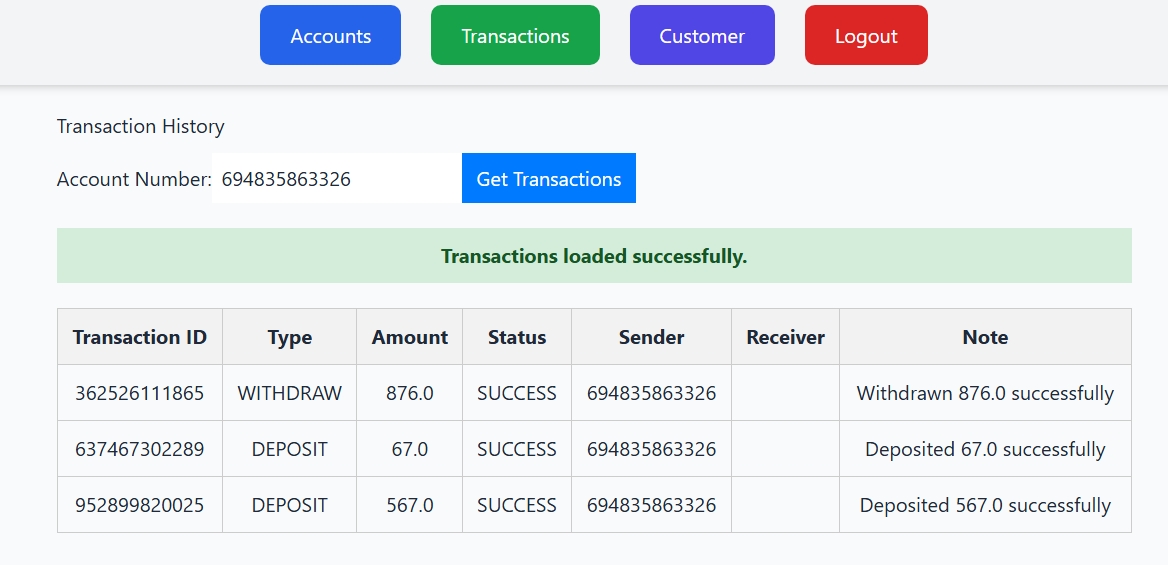 Accounts Transactions Customer Logout
Transaction History
Account Number: 694835863326 Get Transactions
Transactions loaded successfully.
Transaction ID Type Amount Status Sender Receiver Note
362526111865 WITHDRAW 876.0 SUCCESS 694835863326 Withdrawn 876.0 successfully
637467302289 DEPOSIT 67.0 SUCCESS 694835863326 Deposited 67.0 successfully
952899820025 DEPOSIT 567.0 SUCCESS 694835863326 Deposited 567.0 successfully